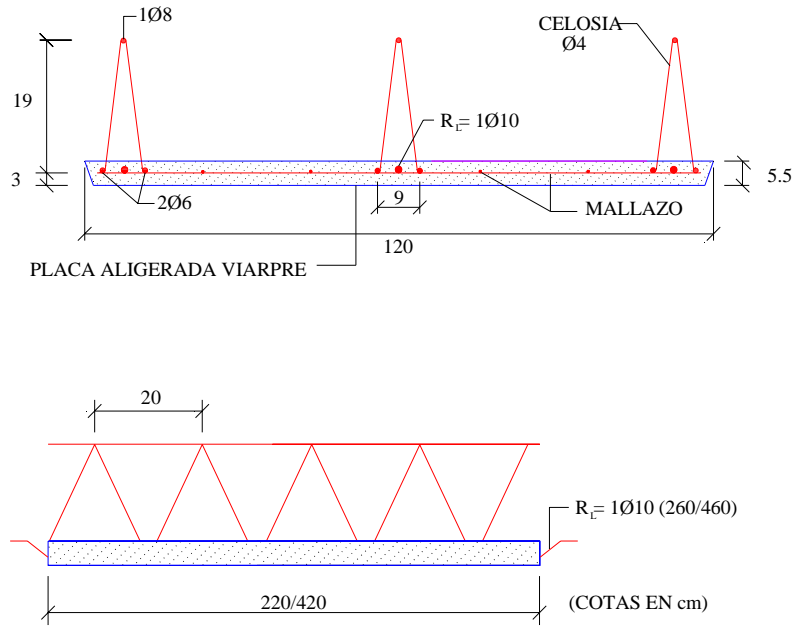 1Ø8
CELOSIA
Ø4
19
R_L= 1Ø10
3
5.5
2Ø6
9
MALLAZO
120
PLACA ALIGERADA VIARPRE
20
R_L= 1Ø10 (260/460)
220/420
(COTAS EN cm)